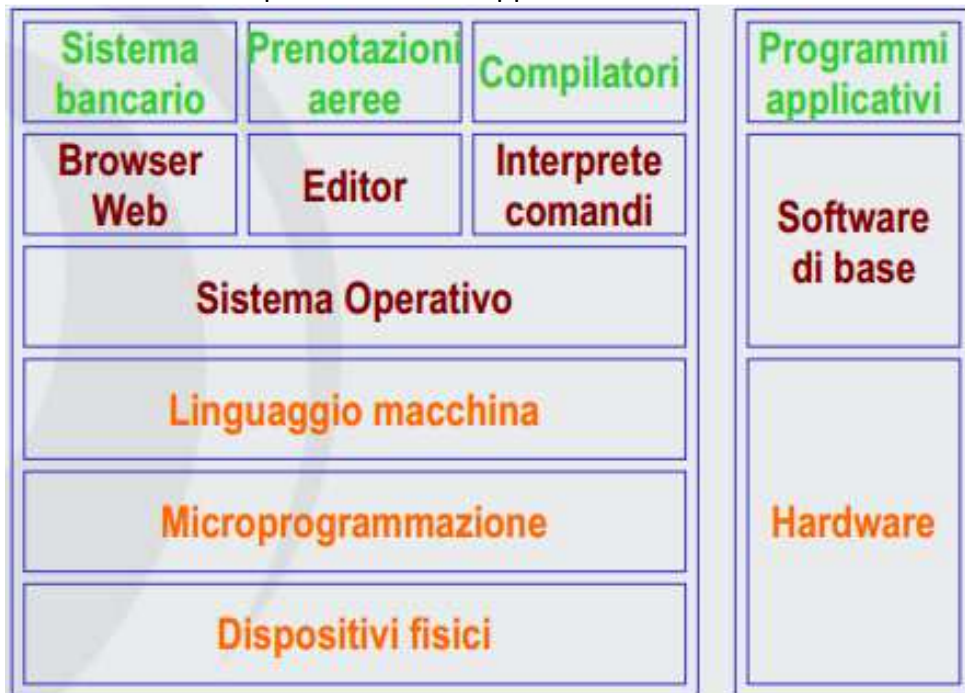 Sistema
bancario
Prenotazioni
aeree
Compilatori
Programmi
applicativi
Browser
Web
Editor
Interprete
comandi
Software
di base
Sistema Operativo
Linguaggio macchina
Microprogrammazione
Hardware
Dispositivi fisici